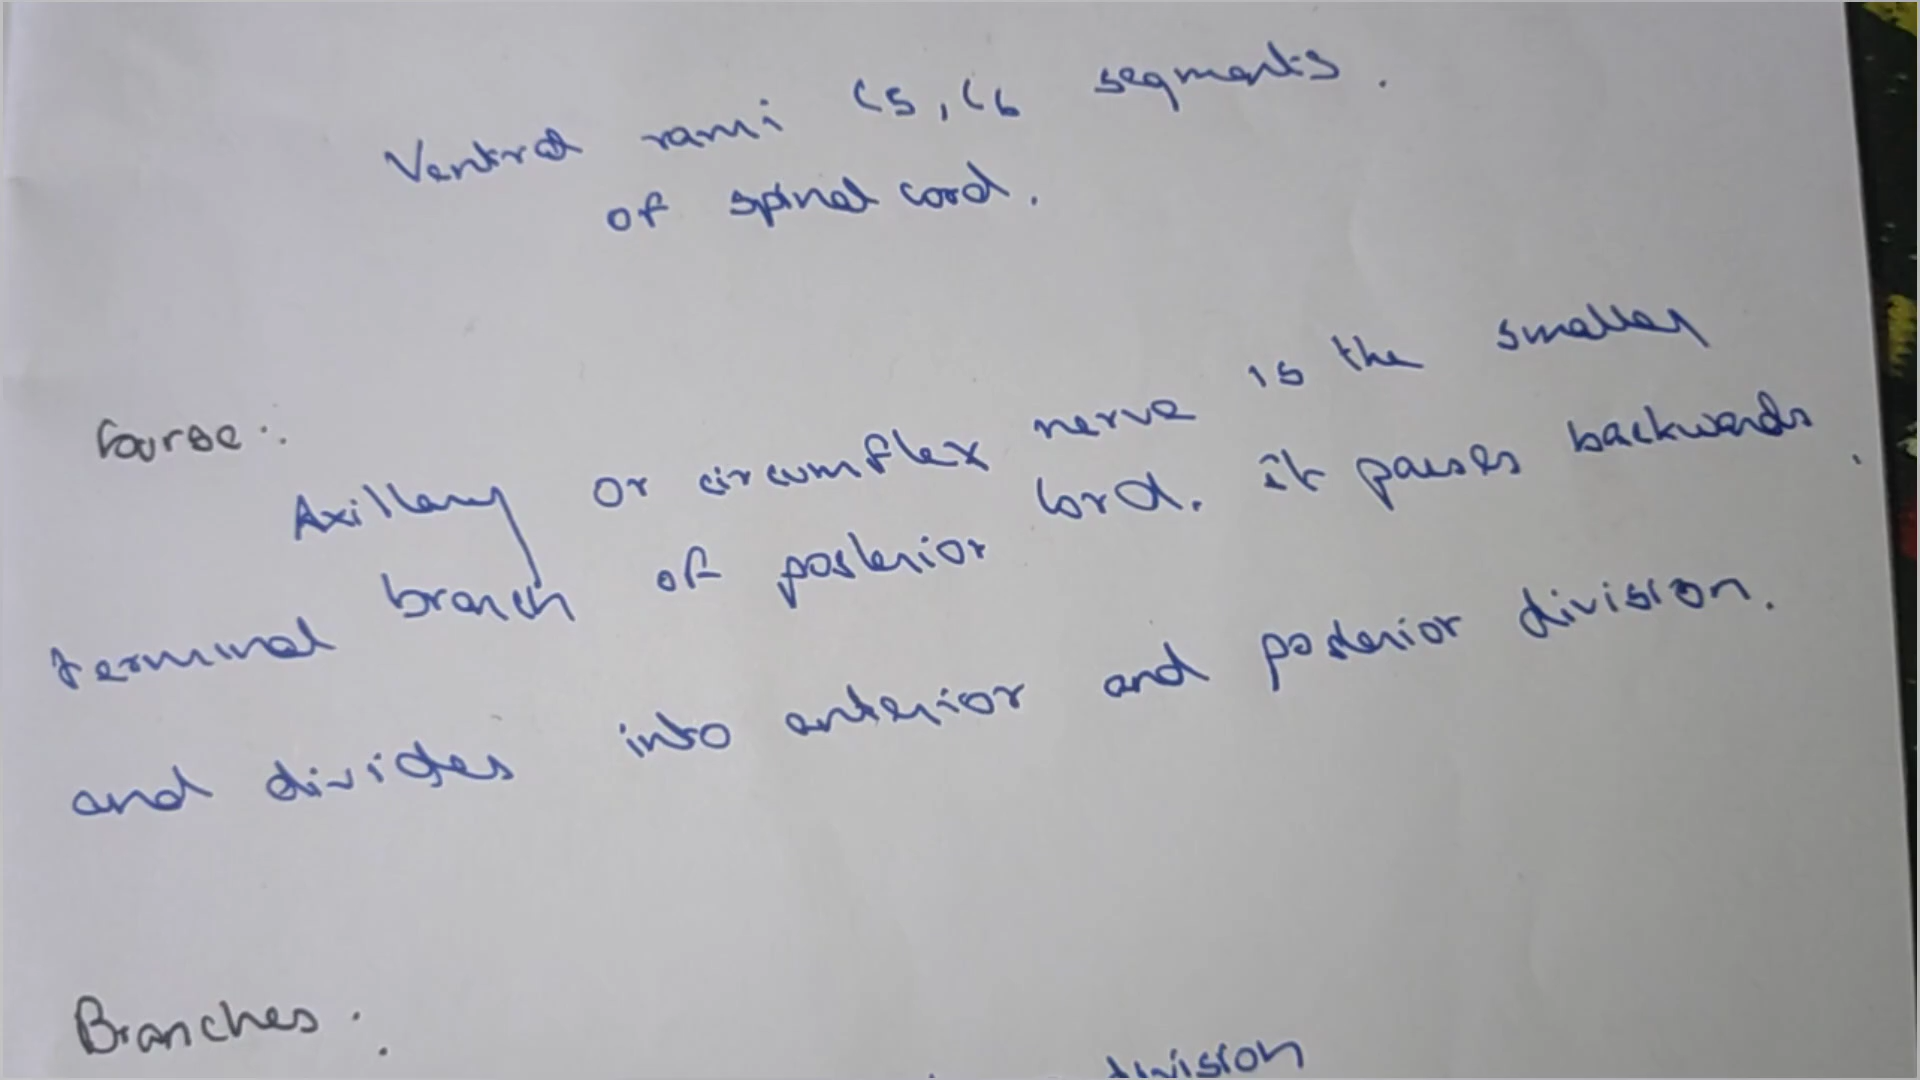 Ventral rami C5, C6 segments.
of spinal cord.
Course:
Axillary or circumflex nerve is the smaller
terminal branch of posterior cord. it passes backwards
and divides into anterior and posterior division.
Branches:
division